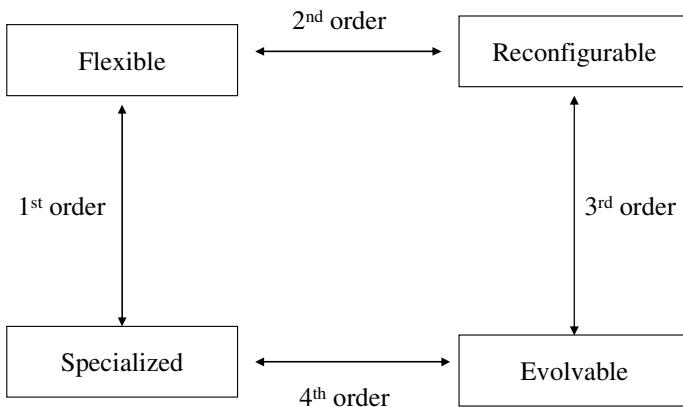 2nd order
Flexible
Reconfigurable
1st order
3rd order
Specialized
Evolvable
4th order